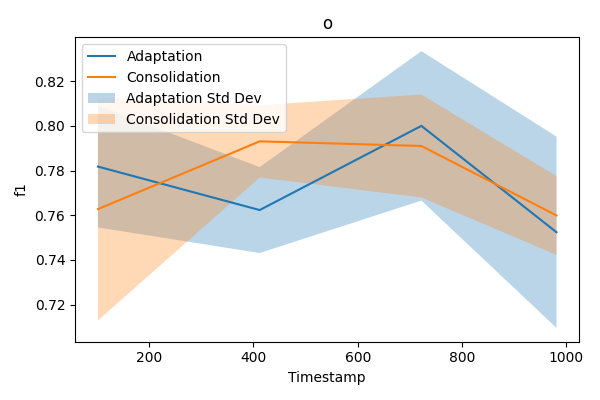 o
Adaptation
Consolidation
Adaptation Std Dev
Consolidation Std Dev
f1
0.82
0.80
0.78
0.76
0.74
0.72
200 400 600 800 1000
Timestamp